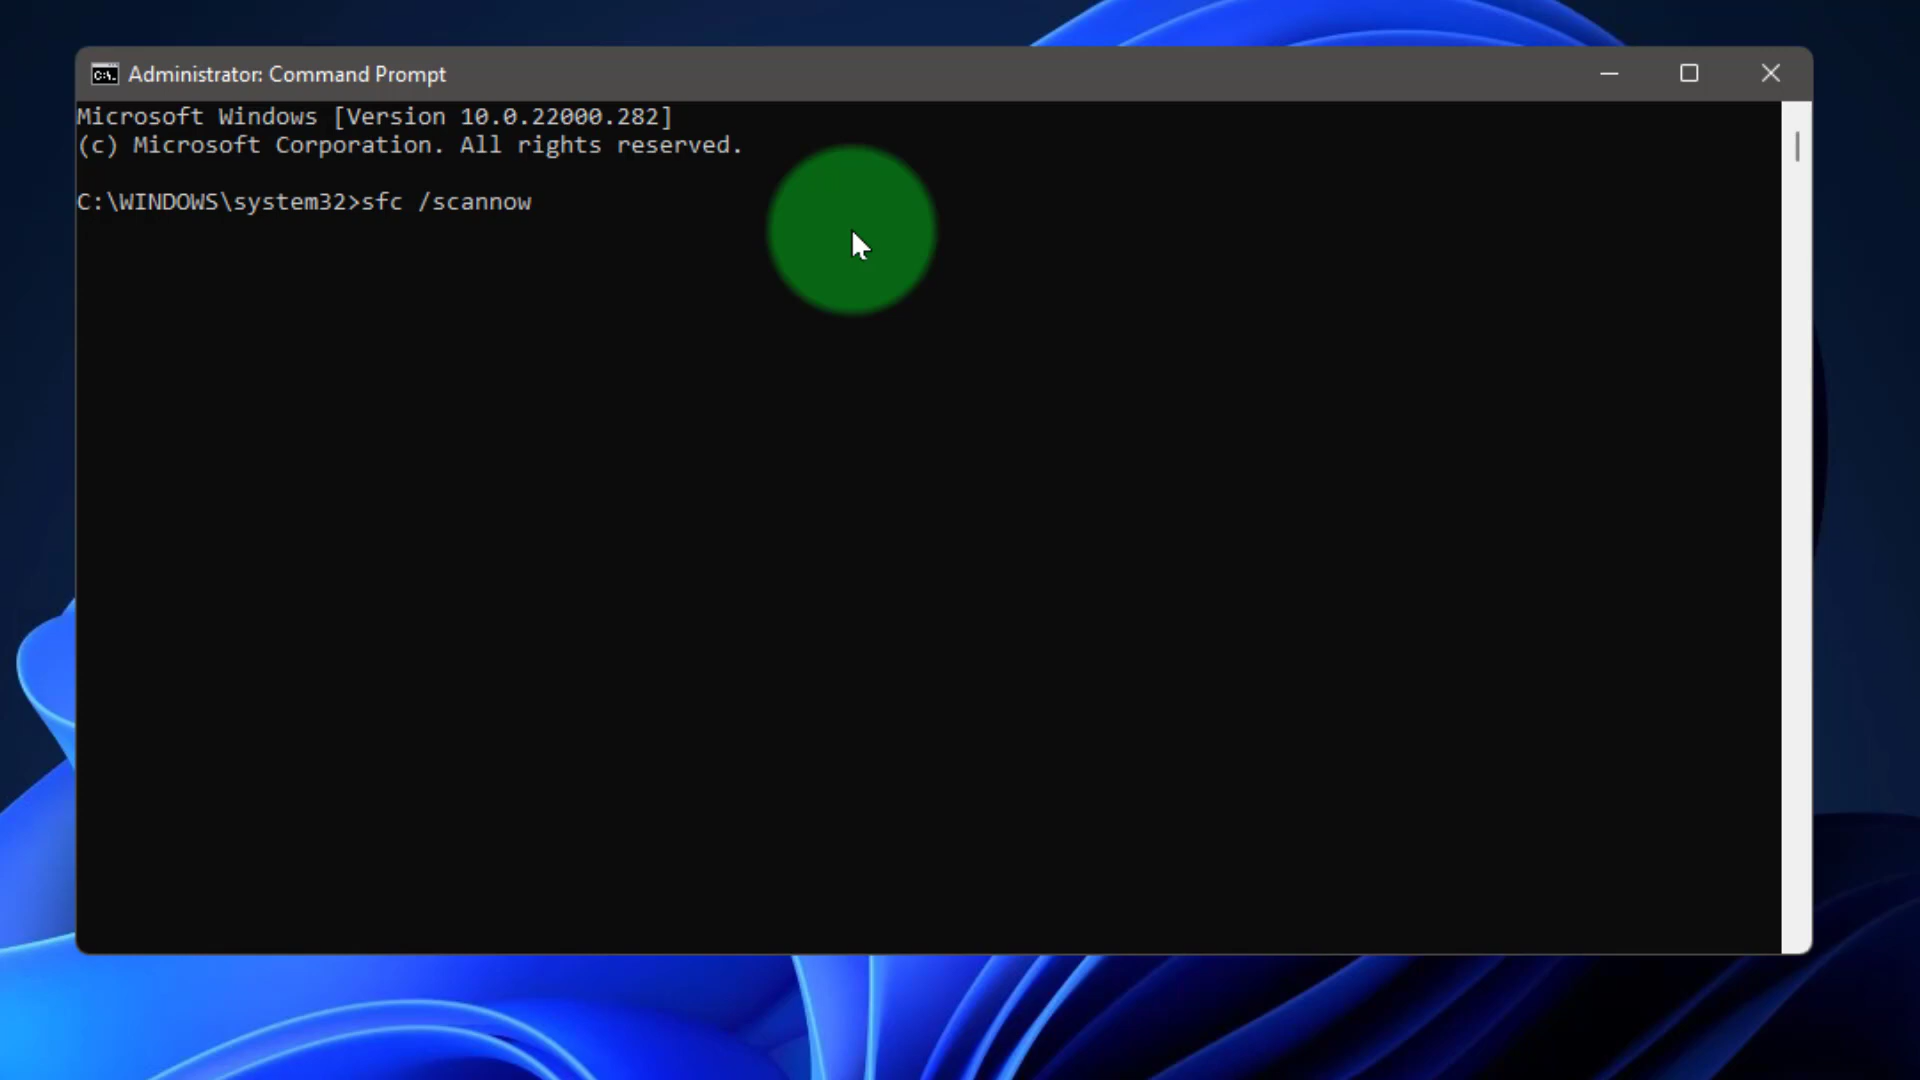 Administrator: Command Prompt
Microsoft Windows [Version 10.0.22000.282]
(c) Microsoft Corporation. All rights reserved.
C:\WINDOWS\system32>sfc /scannow